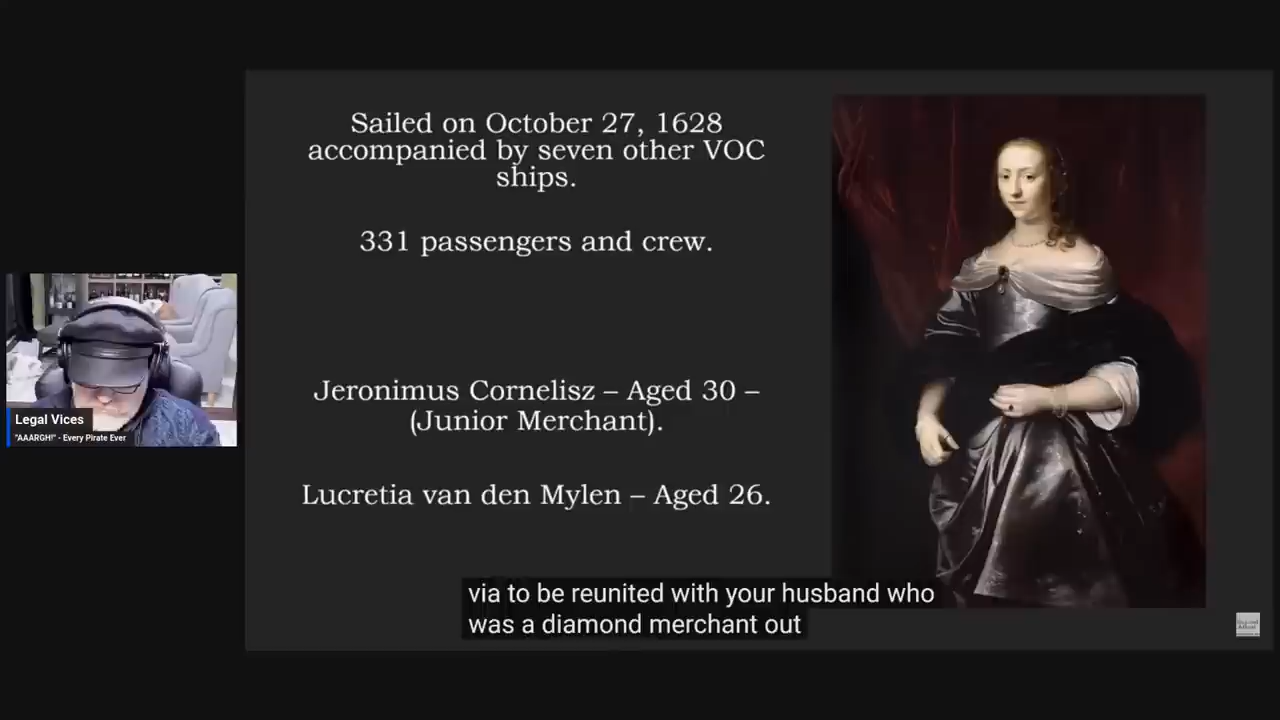 Sailed on October 27, 1628
accompanied by seven other VOC
ships.
331 passengers and crew.
Jeronimus Cornelisz – Aged 30 –
(Junior Merchant).
Lucretia van den Mylen – Aged 26.
Legal Vices
"AAARGH!" - Every Pirate Ever
via to be reunited with your husband who
was a diamond merchant out